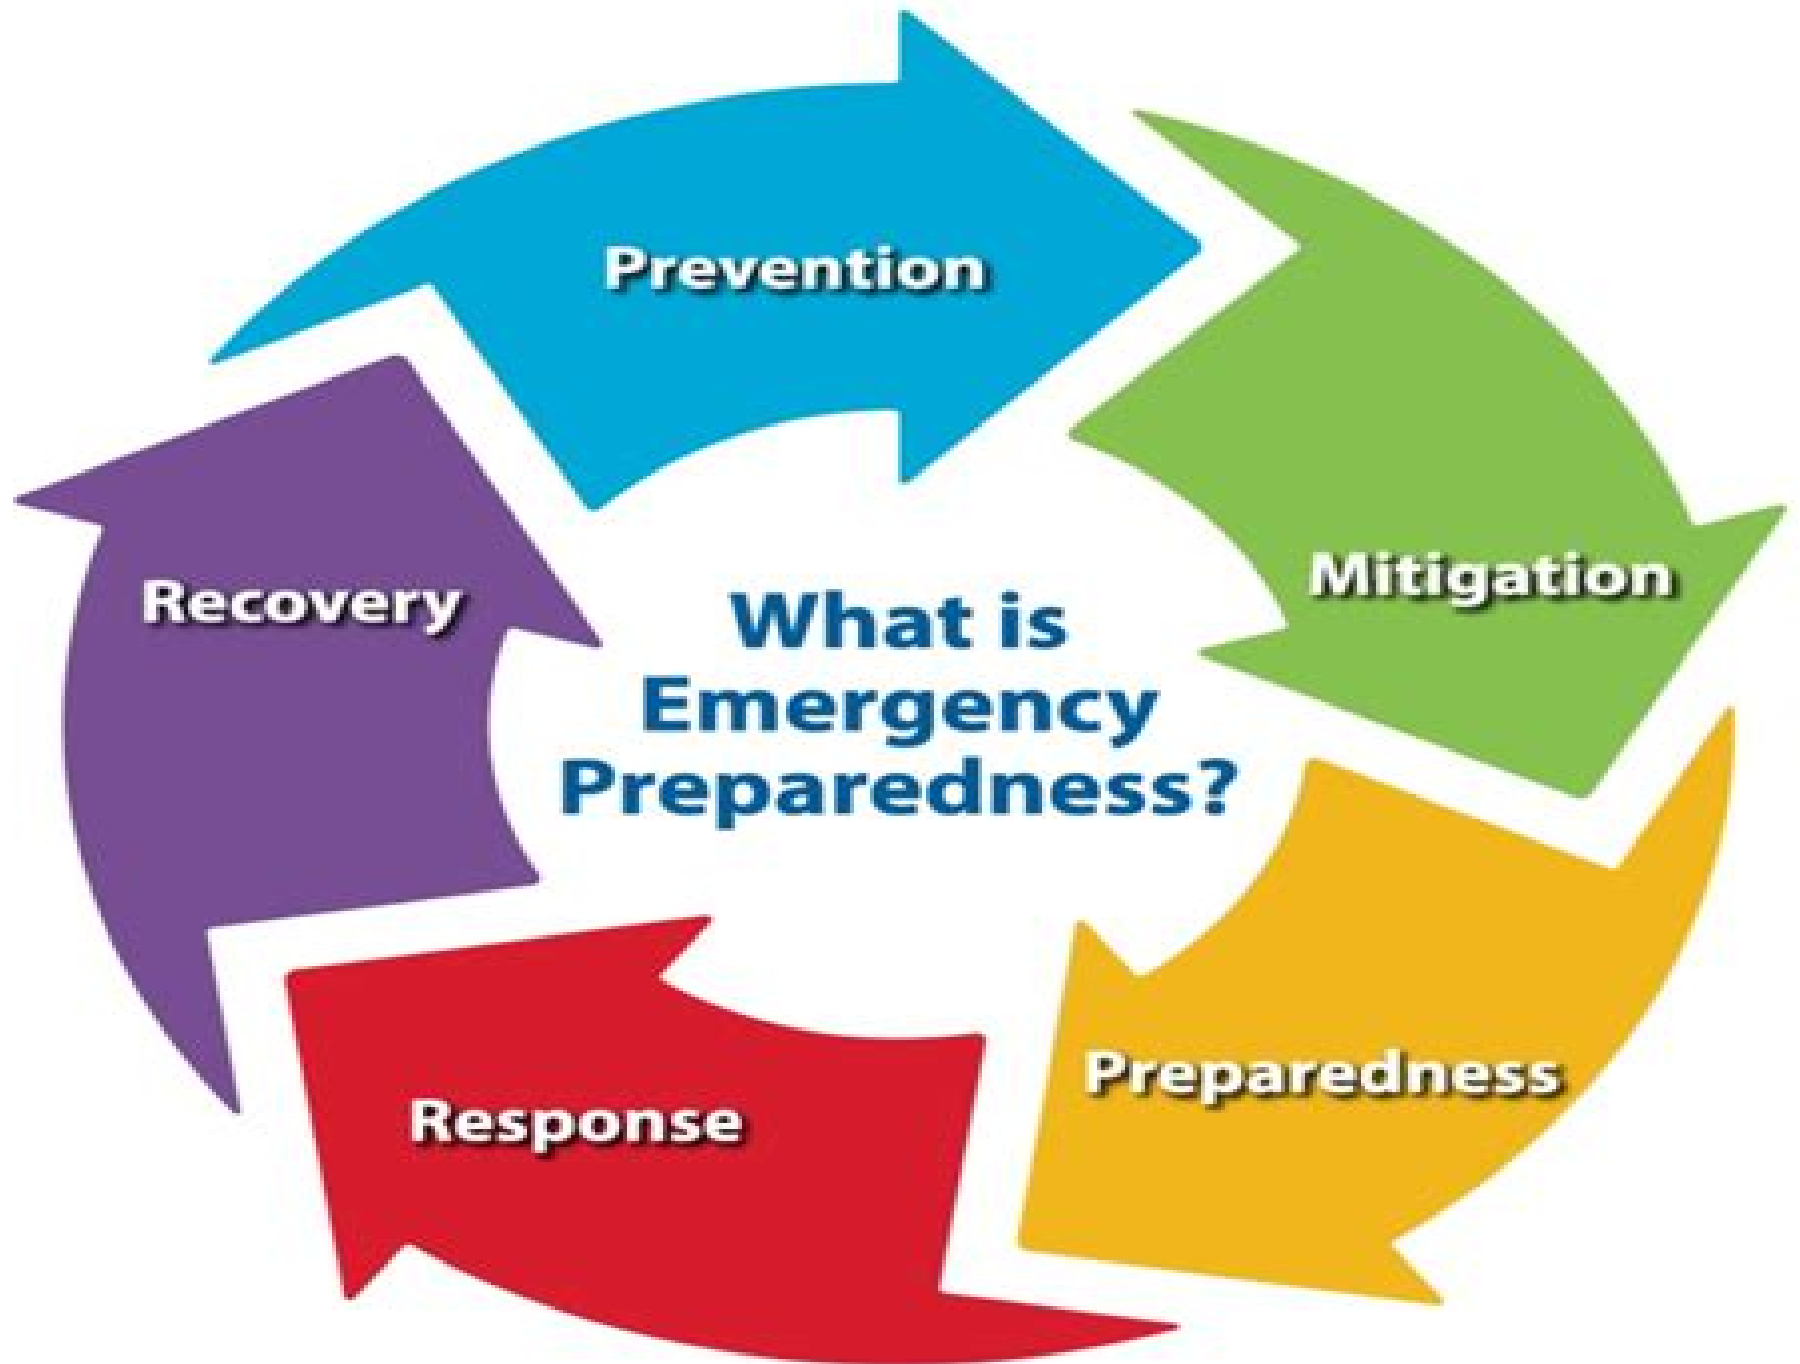 Prevention
Mitigation
Recovery
What is
Emergency
Preparedness?
Preparedness
Response